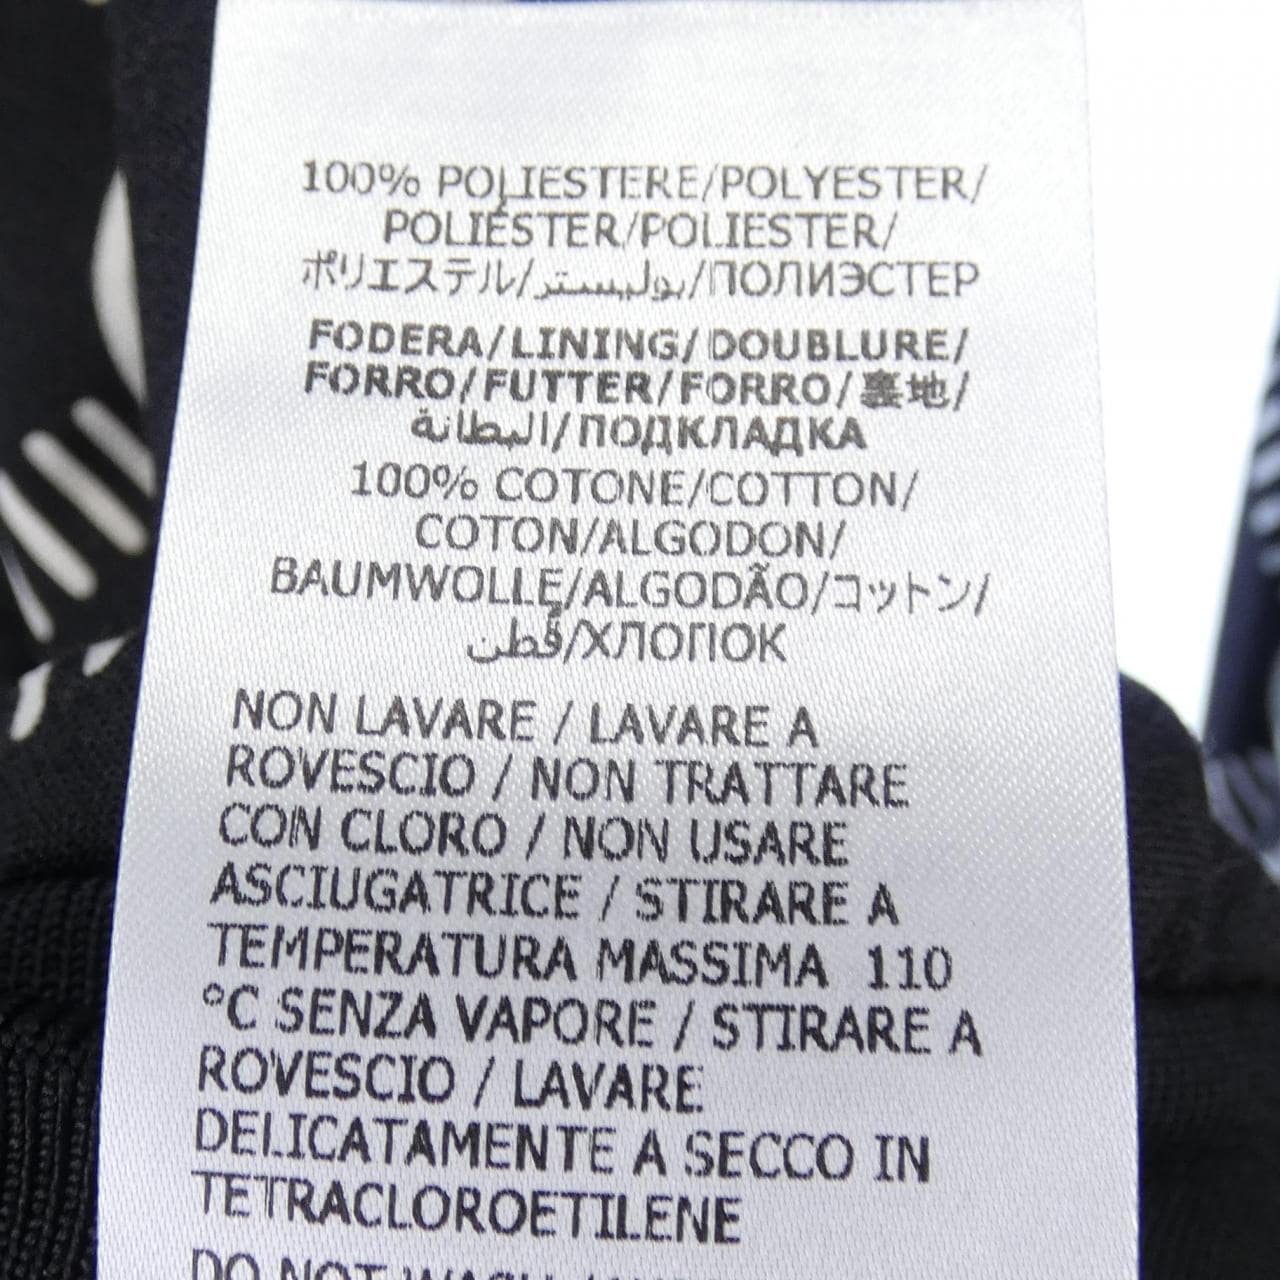 100% POLIESTERE/POLYESTER/
POLIÉSTER/POLIESTER/
ポリエステル/بوليستر/ПОЛИЭСТЕР
FODERA/LINING/DOUBLURE/
FORRO/FUTTER/FORRO/裏地/
البطانة/ПОДКЛАДКА
100% COTONE/COTTON/
COTON/ALGODON/
BAUMWOLLE/ALGODÃO/コットン/
قطن/ХЛОПОК
NON LAVARE / LAVARE A
ROVESCIO / NON TRATTARE
CON CLORO / NON USARE
ASCIUGATRICE / STIRARE A
TEMPERATURA MASSIMA 110
°C SENZA VAPORE / STIRARE A
ROVESCIO / LAVARE
DELICATAMENTE A SECCO IN
TETRACLOROETILENE
DO NOT WASH